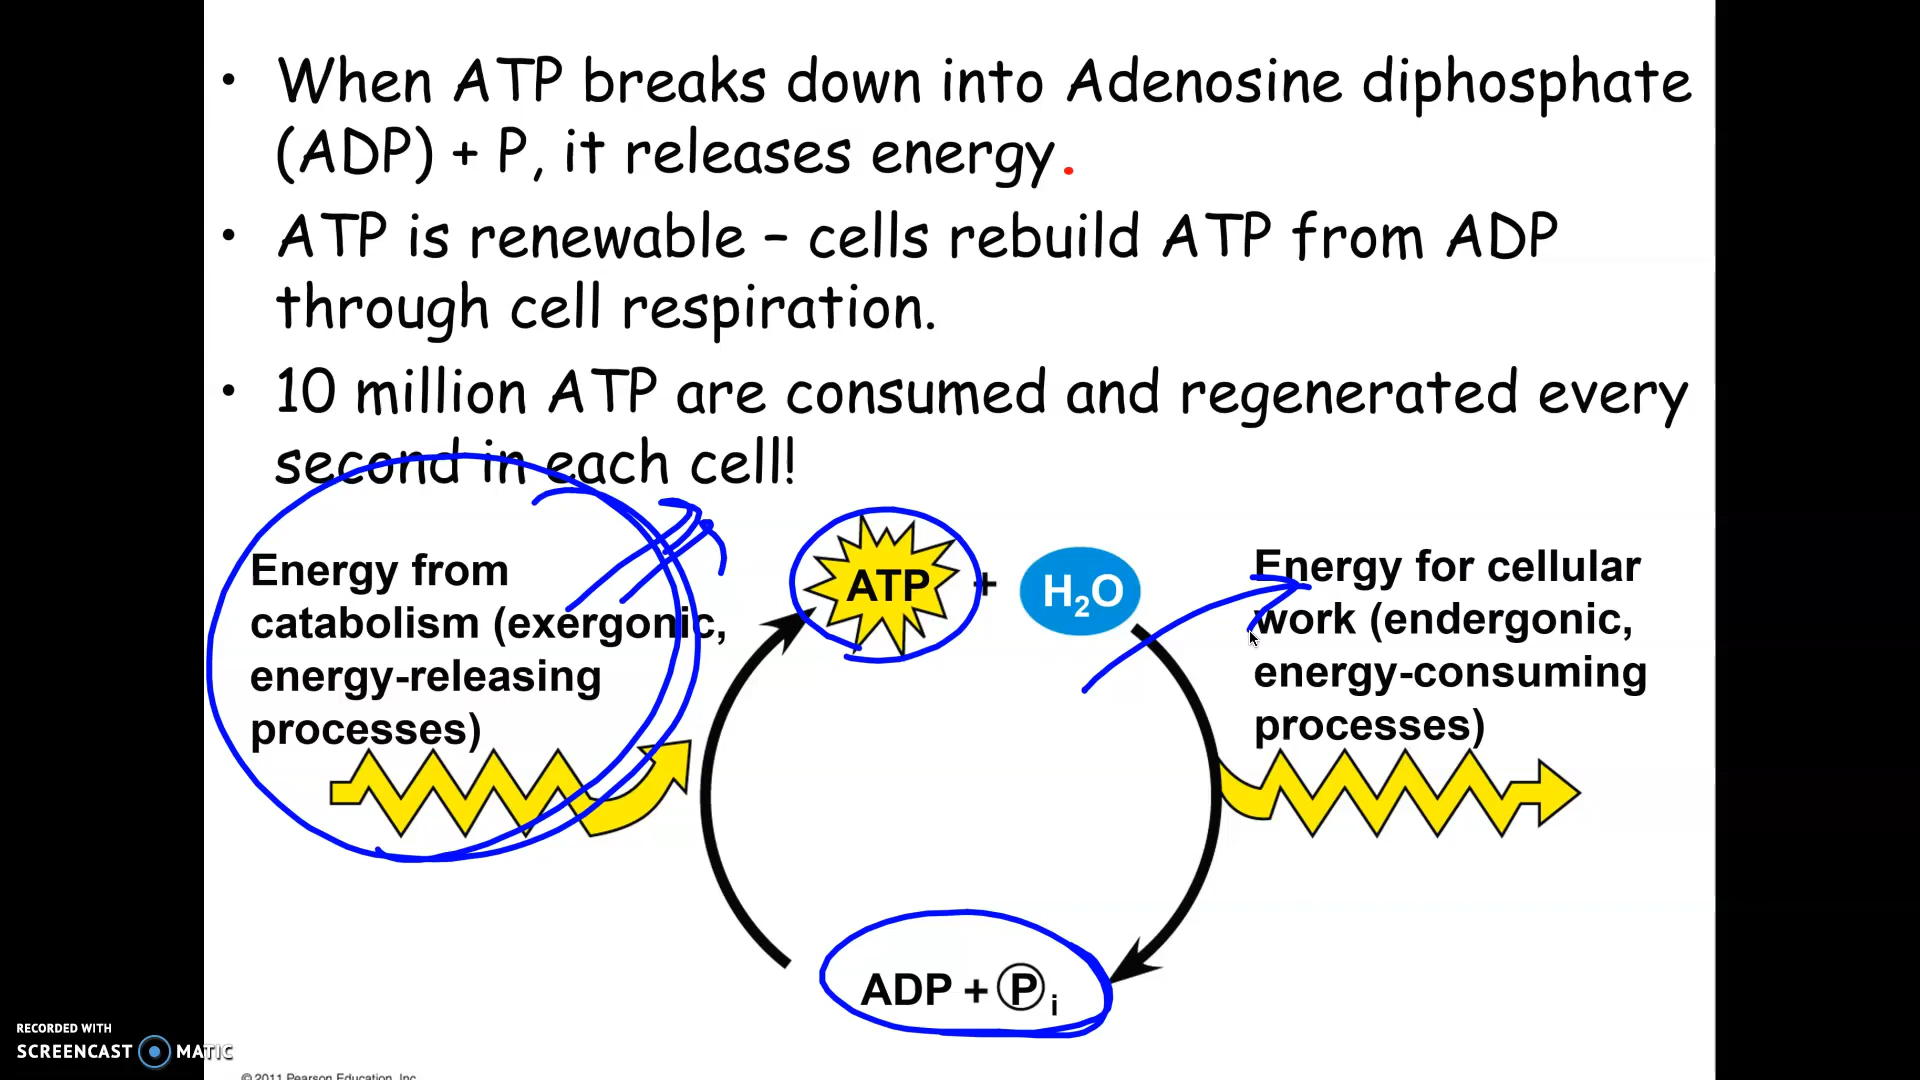 • When ATP breaks down into Adenosine diphosphate
(ADP) + P, it releases energy.
• ATP is renewable – cells rebuild ATP from ADP
through cell respiration.
• 10 million ATP are consumed and regenerated every
second in each cell!
Energy from
catabolism (exergonic,
energy-releasing
processes)
ATP + H₂O
Energy for cellular
work (endergonic,
energy-consuming
processes)
ADP + Pᵢ
RECORDED WITH
SCREENCAST MATIC
© 2011 Pearson Education, Inc.